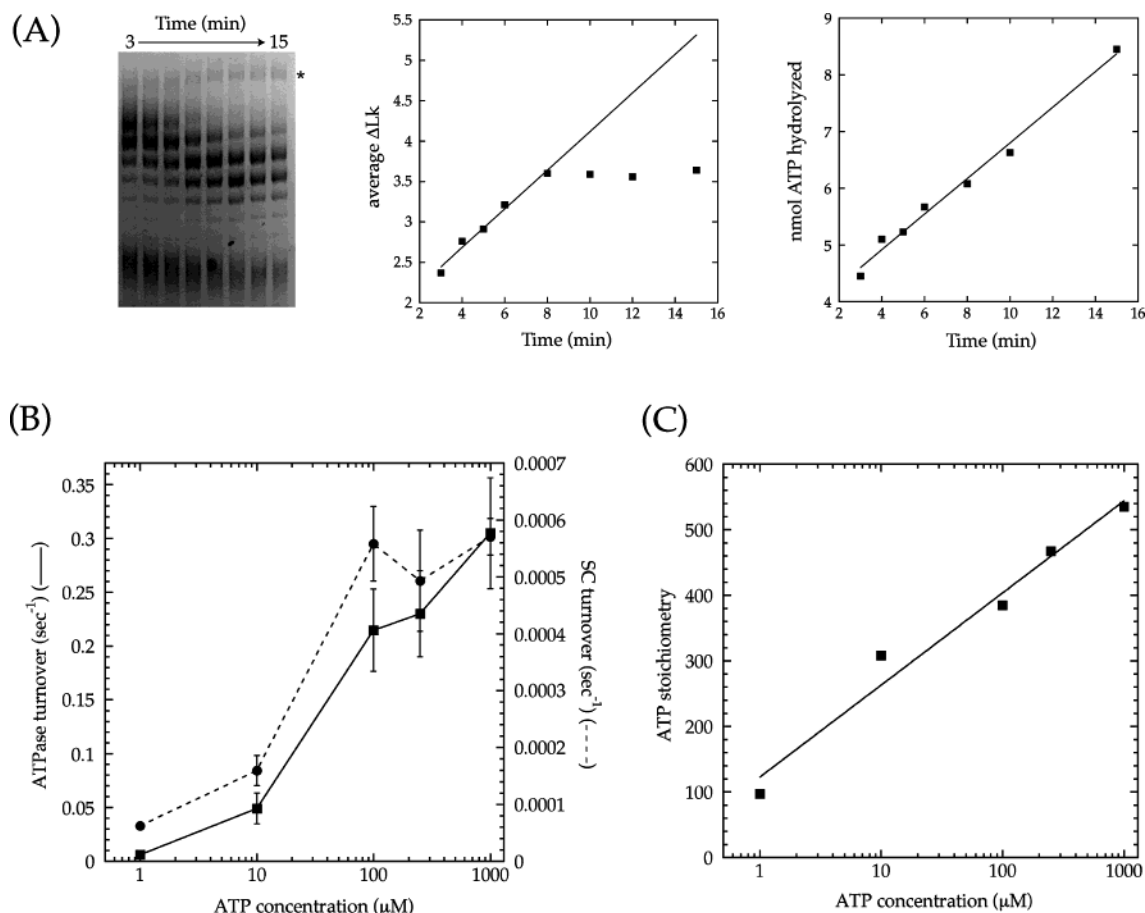 (A)
Time (min)
3 15
*
average ΔLk
5.5
5
4.5
4
3.5
3
2.5
2
2 4 6 8 10 12 14 16
Time (min)
nmol ATP hydrolyzed
9
8
7
6
5
4
2 4 6 8 10 12 14 16
Time (min)
(B)
ATPase turnover (sec⁻¹) (——)
0.35
0.3
0.25
0.2
0.15
0.1
0.05
0
0.0007
0.0006
0.0005
0.0004
0.0003
0.0002
0.0001
0
SC turnover (sec⁻¹) (----)
1 10 100 1000
ATP concentration (μM)
(C)
ATP stoichiometry
600
500
400
300
200
100
0
1 10 100 1000
ATP concentration (μM)